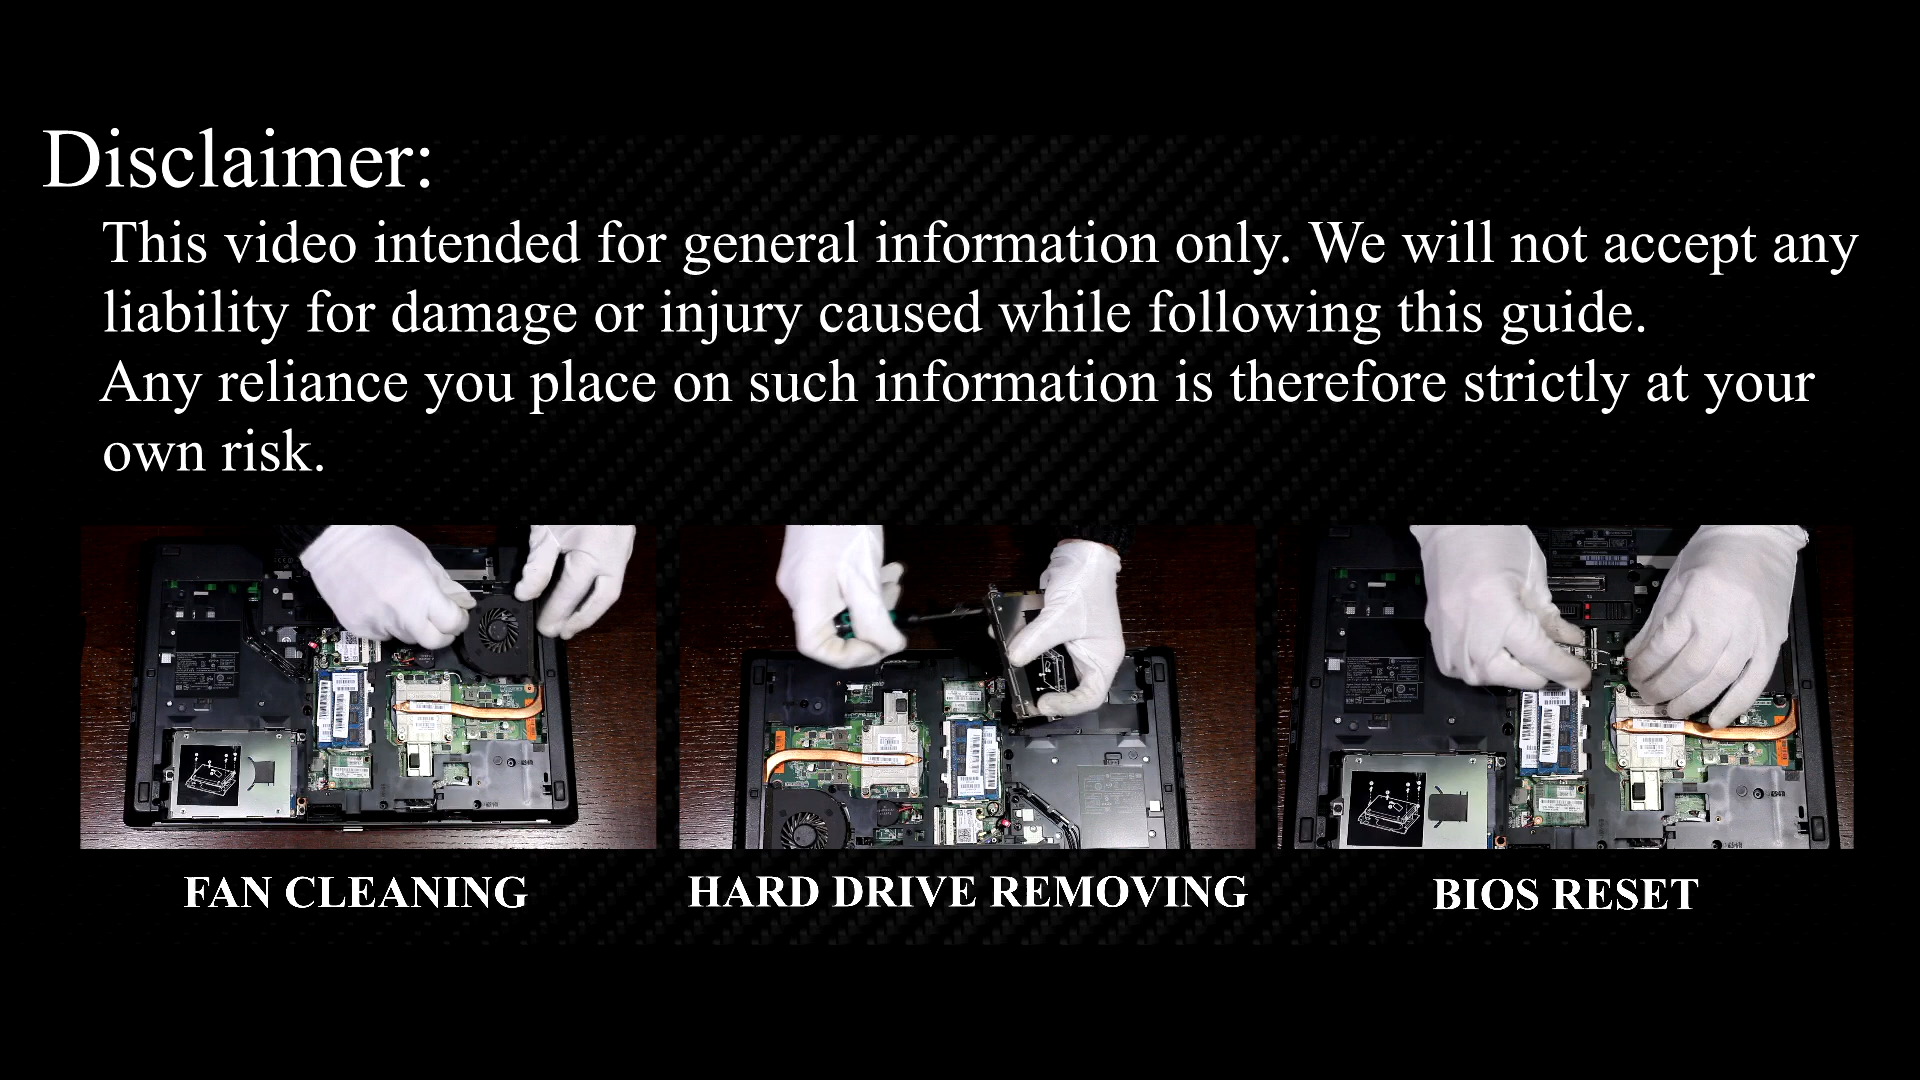 Disclaimer:
This video intended for general information only. We will not accept any
liability for damage or injury caused while following this guide.
Any reliance you place on such information is therefore strictly at your
own risk.
FAN CLEANING
HARD DRIVE REMOVING
BIOS RESET